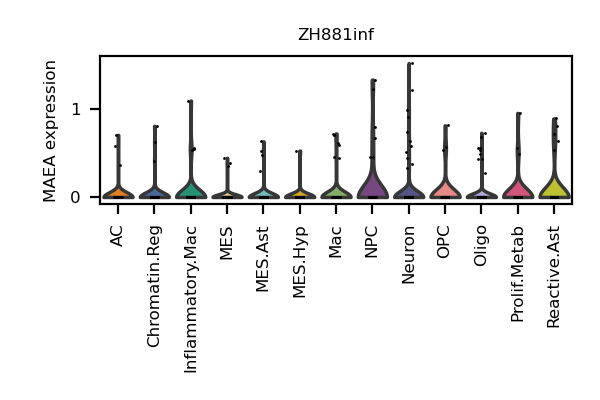 ZH881inf
MAEA expression
1
0
AC
Chromatin.Reg
Inflammatory.Mac
MES
MES.Ast
MES.Hyp
Mac
NPC
Neuron
OPC
Oligo
Prolif.Metab
Reactive.Ast